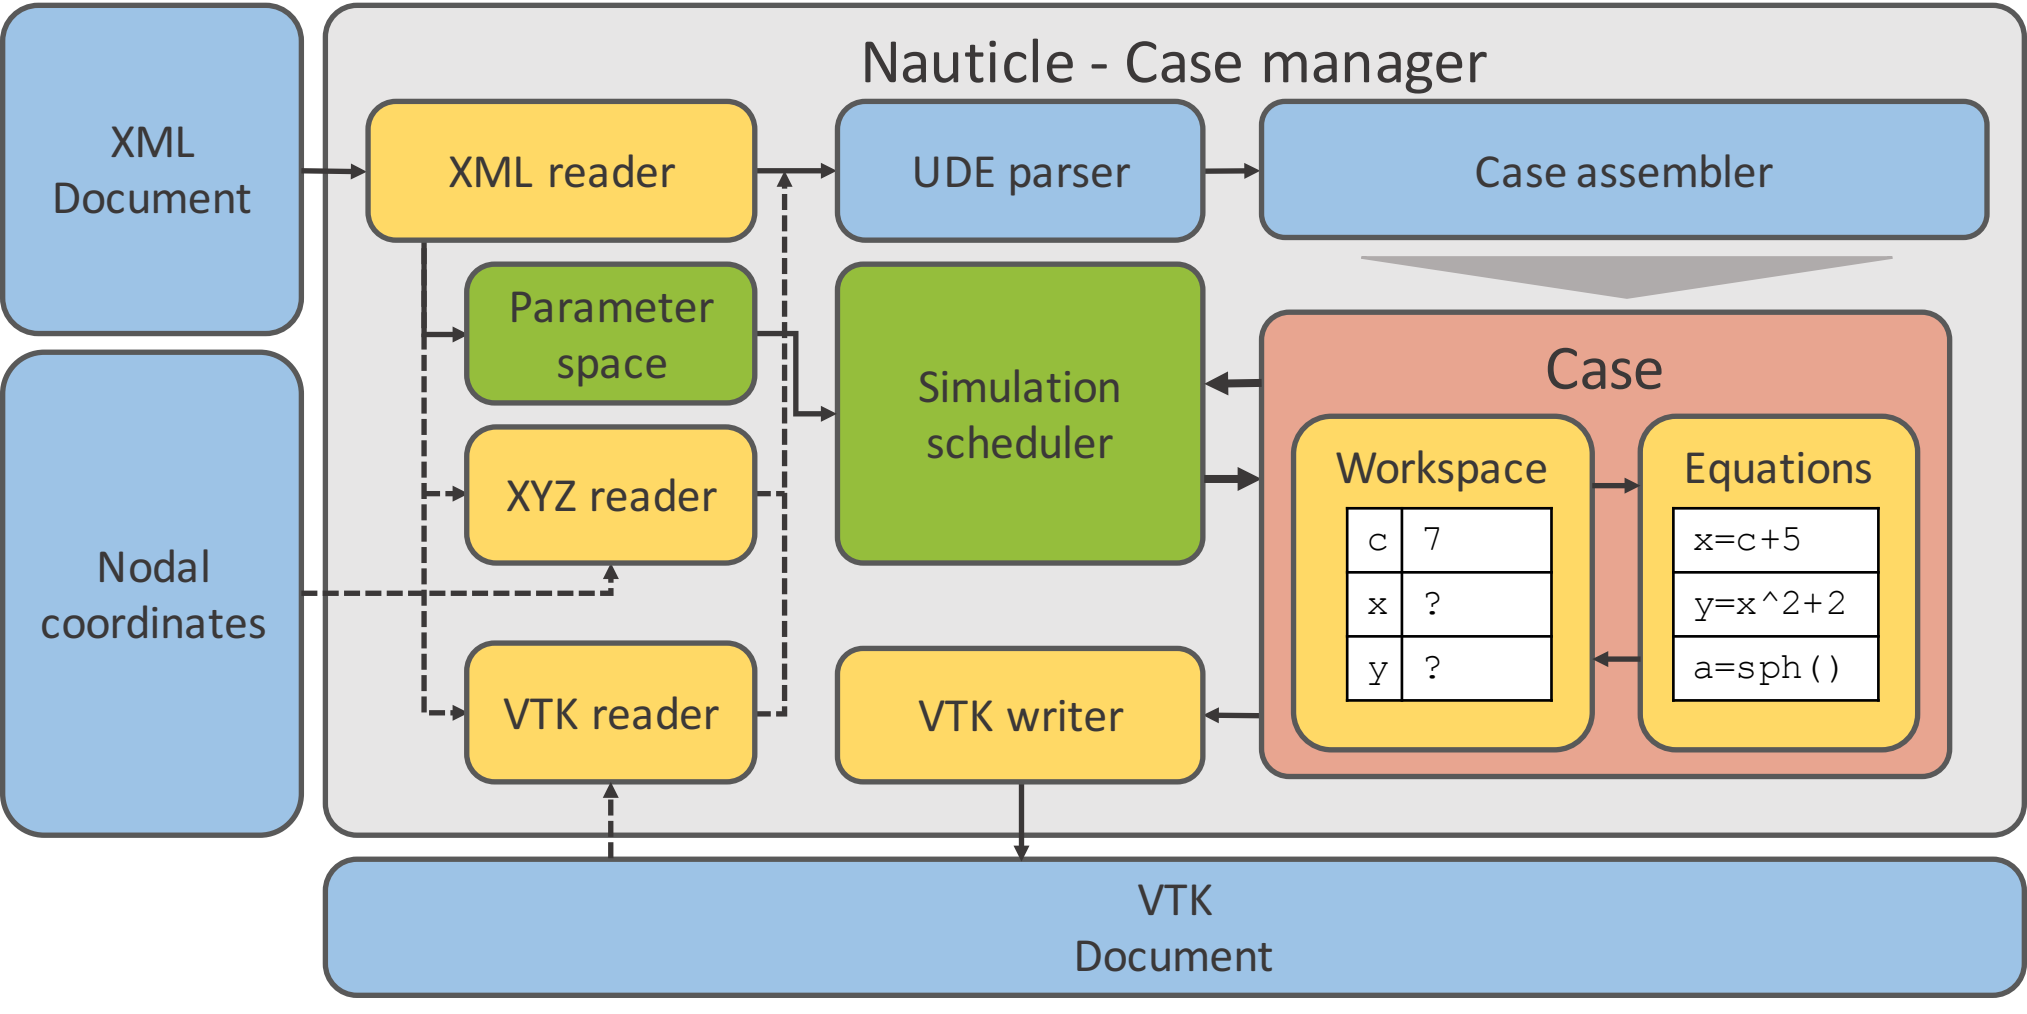 Nauticle - Case manager
XML
Document
XML reader
UDE parser
Case assembler
Parameter
space
Simulation
scheduler
Case
XYZ reader
Workspace
c 7
x ?
y ?
Equations
x=c+5
y=x^2+2
a=sph()
Nodal
coordinates
VTK reader
VTK writer
VTK
Document